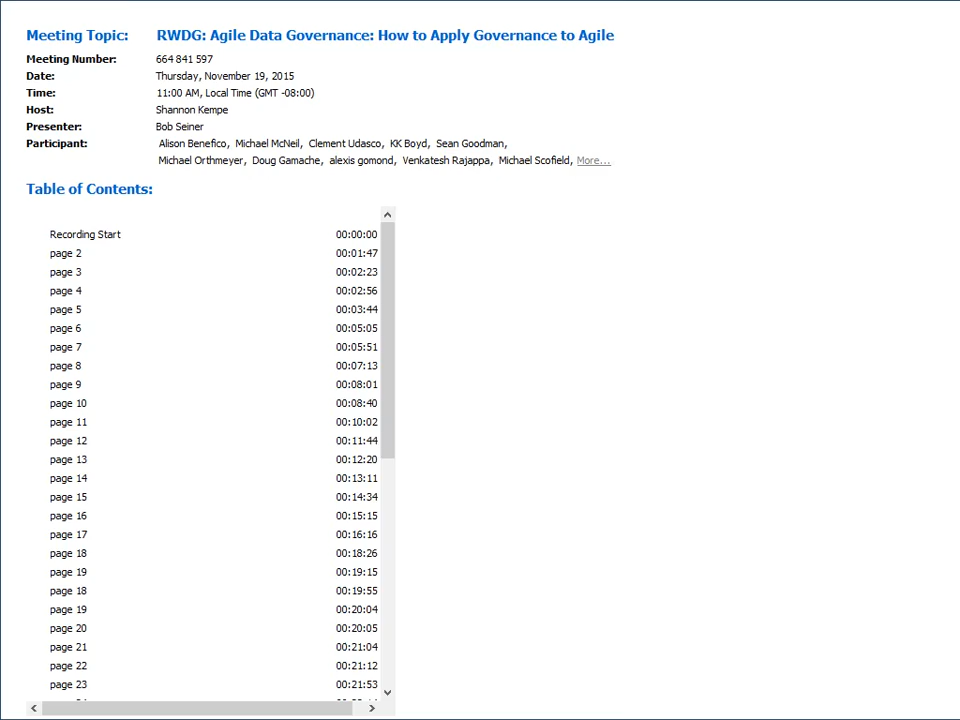 Meeting Topic: RWDG: Agile Data Governance: How to Apply Governance to Agile
Meeting Number: 664 841 597
Date: Thursday, November 19, 2015
Time: 11:00 AM, Local Time (GMT -08:00)
Host: Shannon Kempe
Presenter: Bob Seiner
Participant: Alison Benefico, Michael McNeil, Clement Udasco, KK Boyd, Sean Goodman,
Michael Orthmeyer, Doug Gamache, alexis gomond, Venkatesh Rajappa, Michael Scofield, More...
Table of Contents:
Recording Start 00:00:00
page 2 00:01:47
page 3 00:02:23
page 4 00:02:56
page 5 00:03:44
page 6 00:05:05
page 7 00:05:51
page 8 00:07:13
page 9 00:08:01
page 10 00:08:40
page 11 00:10:02
page 12 00:11:44
page 13 00:12:20
page 14 00:13:11
page 15 00:14:34
page 16 00:15:15
page 17 00:16:16
page 18 00:18:26
page 19 00:19:15
page 18 00:19:55
page 19 00:20:04
page 20 00:20:05
page 21 00:21:04
page 22 00:21:12
page 23 00:21:53